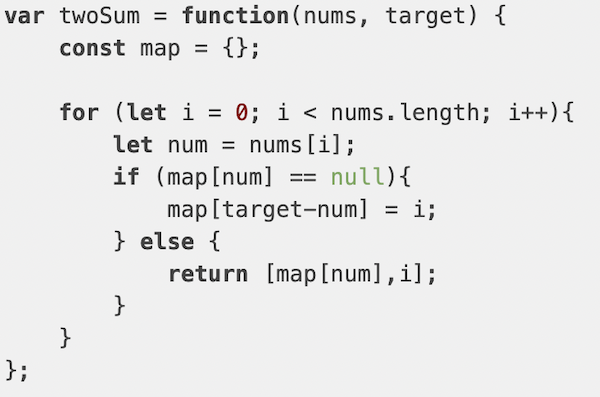 var twoSum = function(nums, target) {
    const map = {};

    for (let i = 0; i < nums.length; i++){
        let num = nums[i];
        if (map[num] == null){
            map[target-num] = i;
        } else {
            return [map[num],i];
        }
    }
};